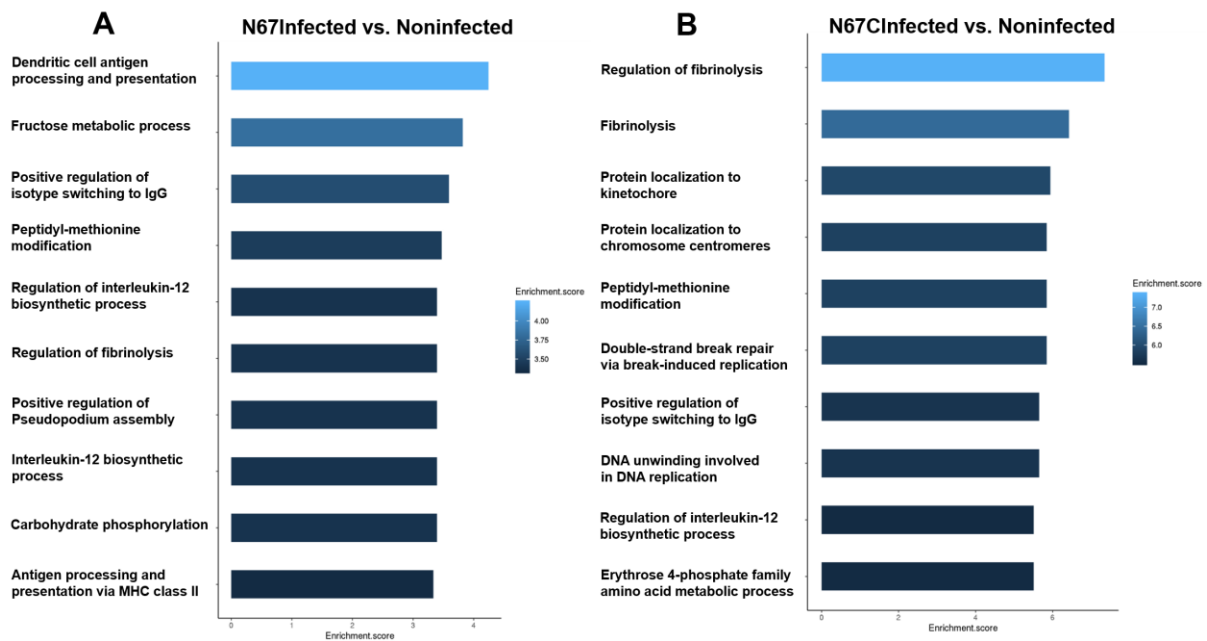 A
N67Infected vs. Noninfected
Dendritic cell antigen
processing and presentation
Fructose metabolic process
Positive regulation of
isotype switching to IgG
Peptidyl-methionine
modification
Regulation of interleukin-12
biosynthetic process
Regulation of fibrinolysis
Positive regulation of
Pseudopodium assembly
Interleukin-12 biosynthetic
process
Carbohydrate phosphorylation
Antigen processing and
presentation via MHC class II
0 1 2 3 4
Enrichment.score
Enrichment.score
4.00
3.75
3.50
B
N67CInfected vs. Noninfected
Regulation of fibrinolysis
Fibrinolysis
Protein localization to
kinetochore
Protein localization to
chromosome centromeres
Peptidyl-methionine
modification
Double-strand break repair
via break-induced replication
Positive regulation of
isotype switching to IgG
DNA unwinding involved
in DNA replication
Regulation of interleukin-12
biosynthetic process
Erythrose 4-phosphate family
amino acid metabolic process
0 2 4 6
Enrichment.score
Enrichment.score
7.0
6.5
6.0